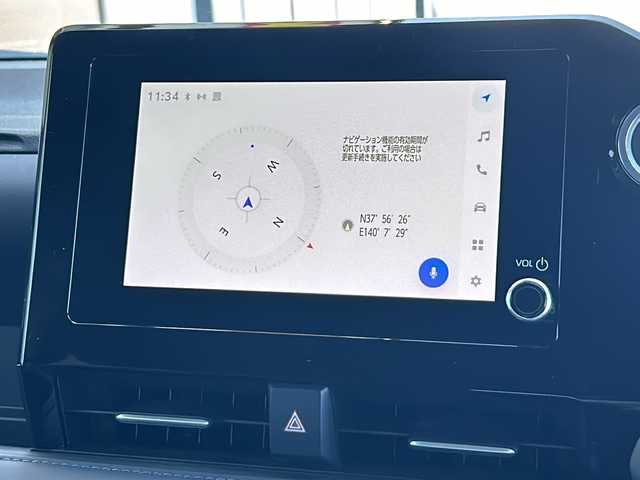 11:34
ナビゲーション機能の有効期間が
切れています。ご利用の場合は
更新手続きを実施してください
S
W
E
N
N37° 56′ 26″
E140° 7′ 29″
VOL